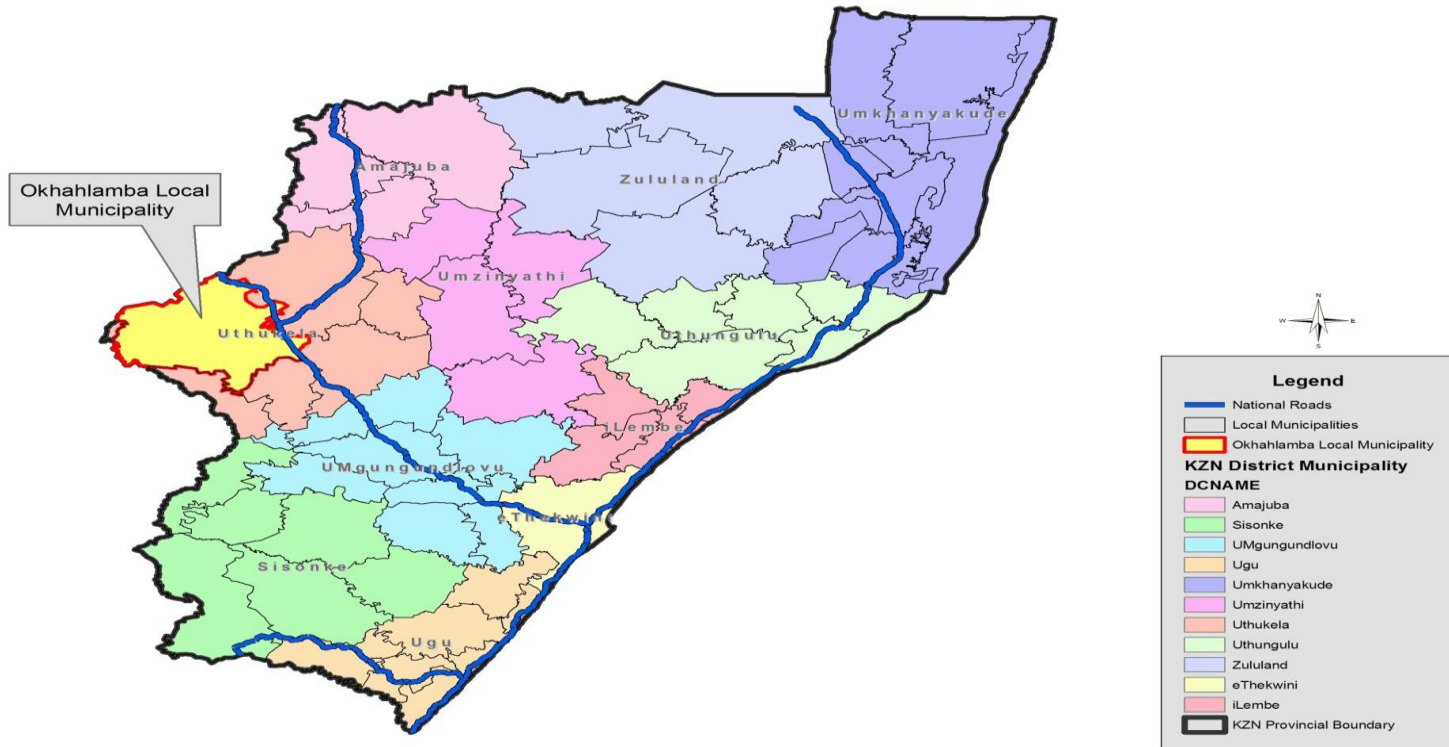 Okhahlamba Local
Municipality
Umkhanyakude
Amajuba
Zululand
Umzinyathi
Uthukela
Uthungulu
iLembe
UMgungundlovu
eThekwini
Sisonke
Ugu
N
W
E
S
Legend
National Roads
Local Municipalities
Okhahlamba Local Municipality
KZN District Municipality
DCNAME
Amajuba
Sisonke
UMgungundlovu
Ugu
Umkhanyakude
Umzinyathi
Uthukela
Uthungulu
Zululand
eThekwini
iLembe
KZN Provincial Boundary